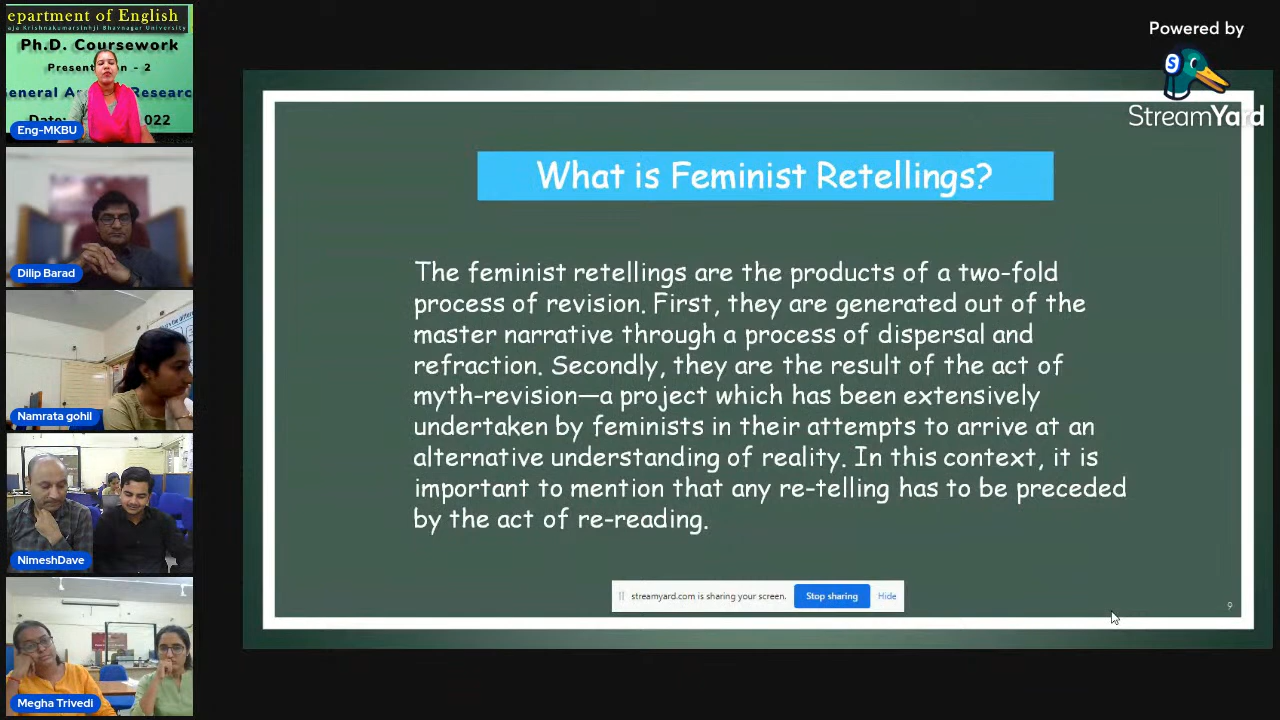 epartment of English
aja Krishnakumarsinhji Bhavnagar University
Ph.D. Coursework
Present n - 2
eneral A Researc
Date: 022
Eng-MKBU
Dilip Barad
Namrata gohil
NimeshDave
Megha Trivedi
Powered by
S
StreamYard
What is Feminist Retellings?
The feminist retellings are the products of a two-fold
process of revision. First, they are generated out of the
master narrative through a process of dispersal and
refraction. Secondly, they are the result of the act of
myth-revision—a project which has been extensively
undertaken by feminists in their attempts to arrive at an
alternative understanding of reality. In this context, it is
important to mention that any re-telling has to be preceded
by the act of re-reading.
streamyard.com is sharing your screen. Stop sharing Hide
9